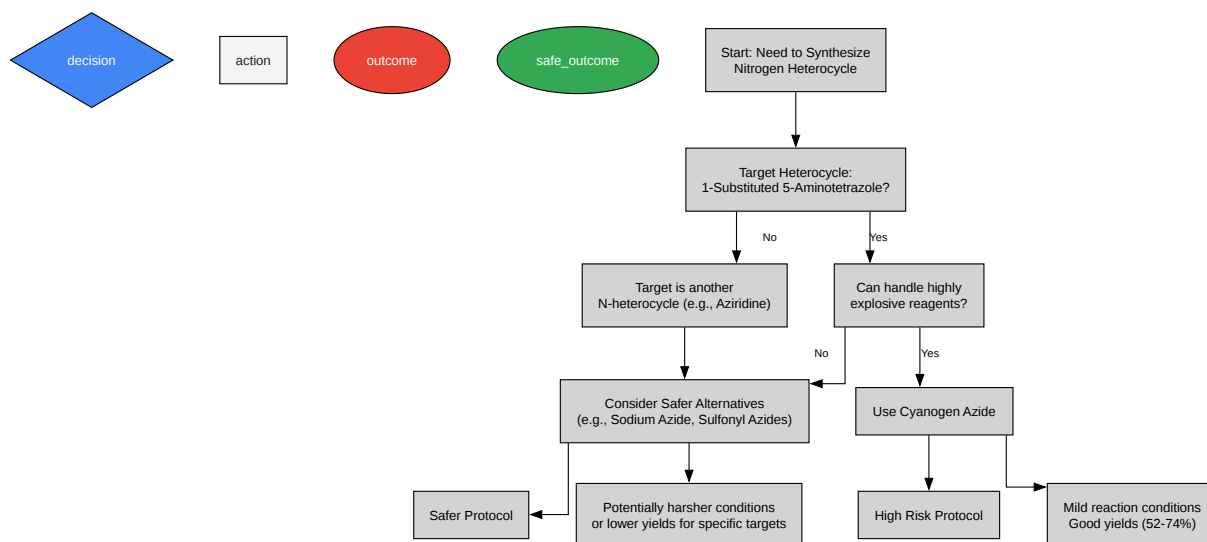 decision
action
outcome
safe_outcome
Start: Need to Synthesize
Nitrogen Heterocycle
Target Heterocycle:
1-Substituted 5-Aminotetrazole?
No
Yes
Target is another
N-heterocycle (e.g., Aziridine)
Can handle highly
explosive reagents?
No
Yes
Consider Safer Alternatives
(e.g., Sodium Azide, Sulfonyl Azides)
Use Cyanogen Azide
Safer Protocol
Potentially harsher conditions
or lower yields for specific targets
High Risk Protocol
Mild reaction conditions
Good yields (52-74%)